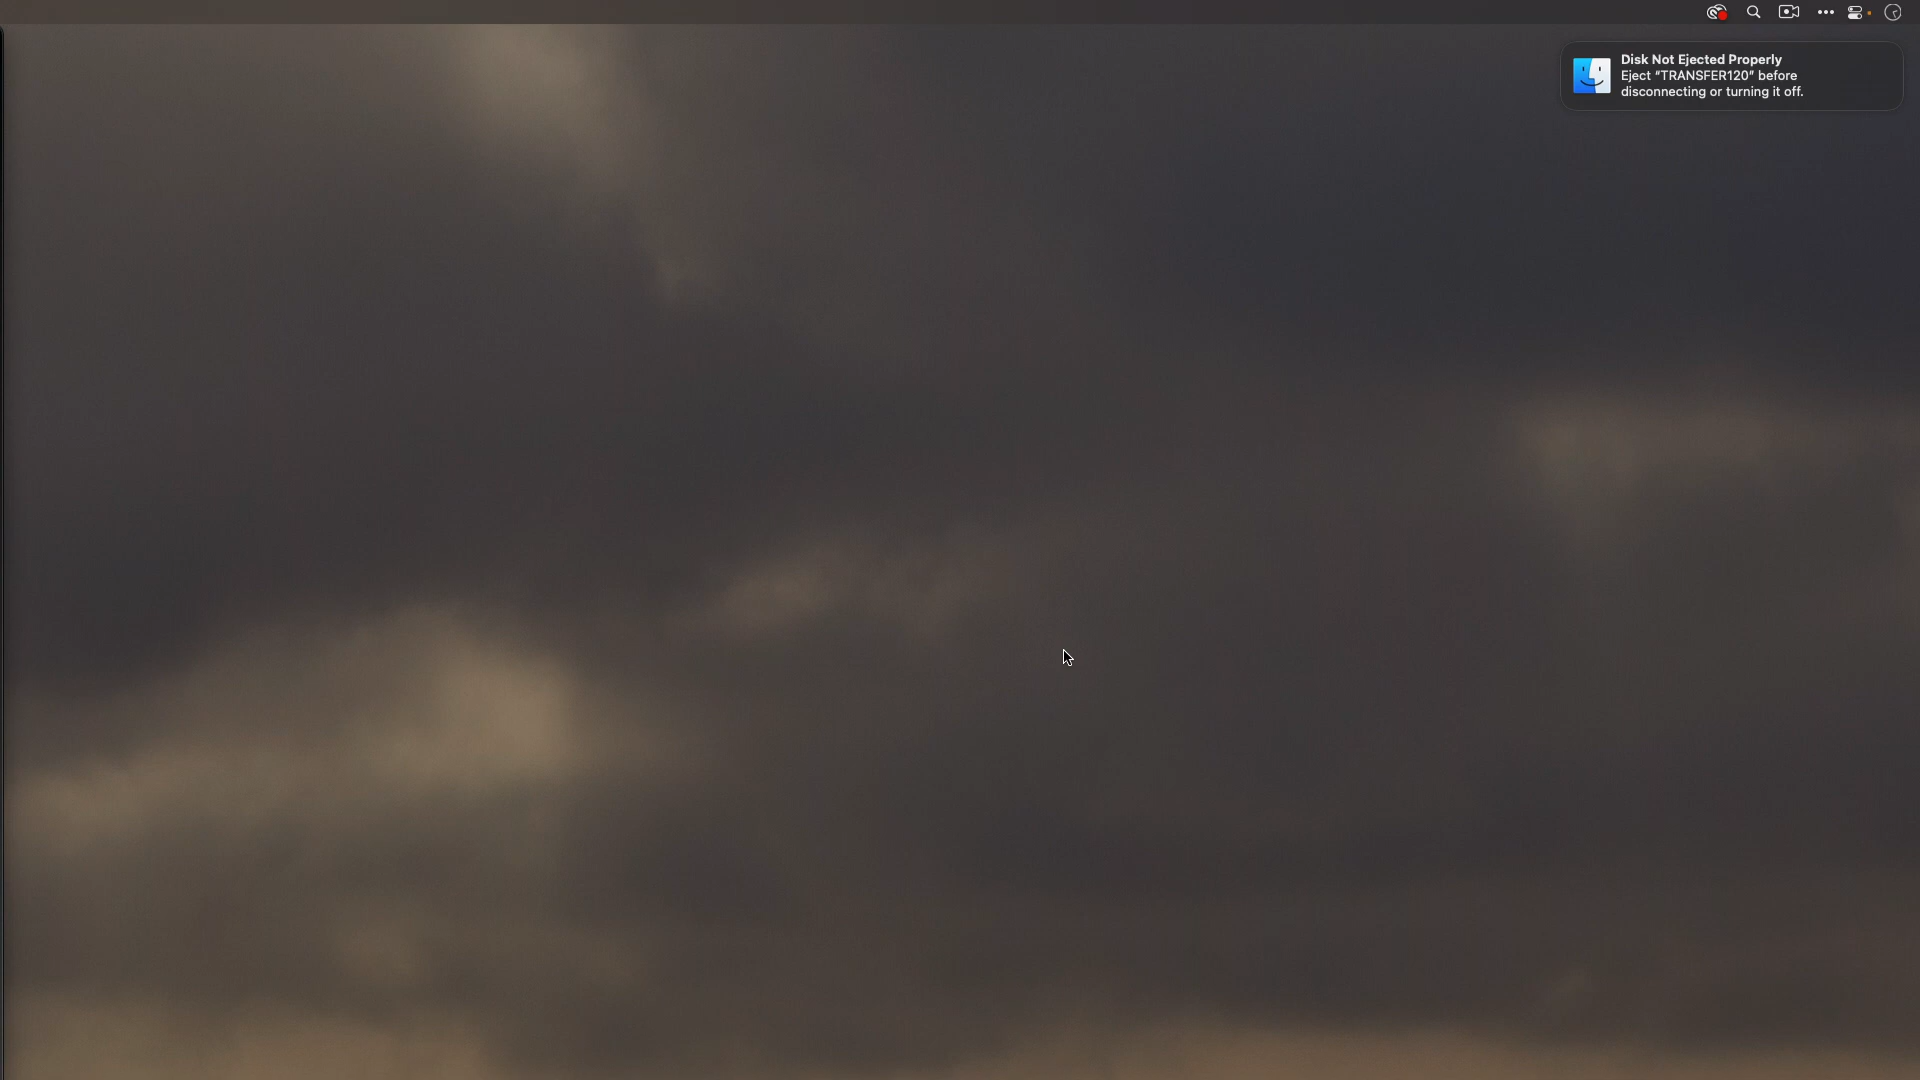 Disk Not Ejected Properly
Eject "TRANSFER120" before
disconnecting or turning it off.